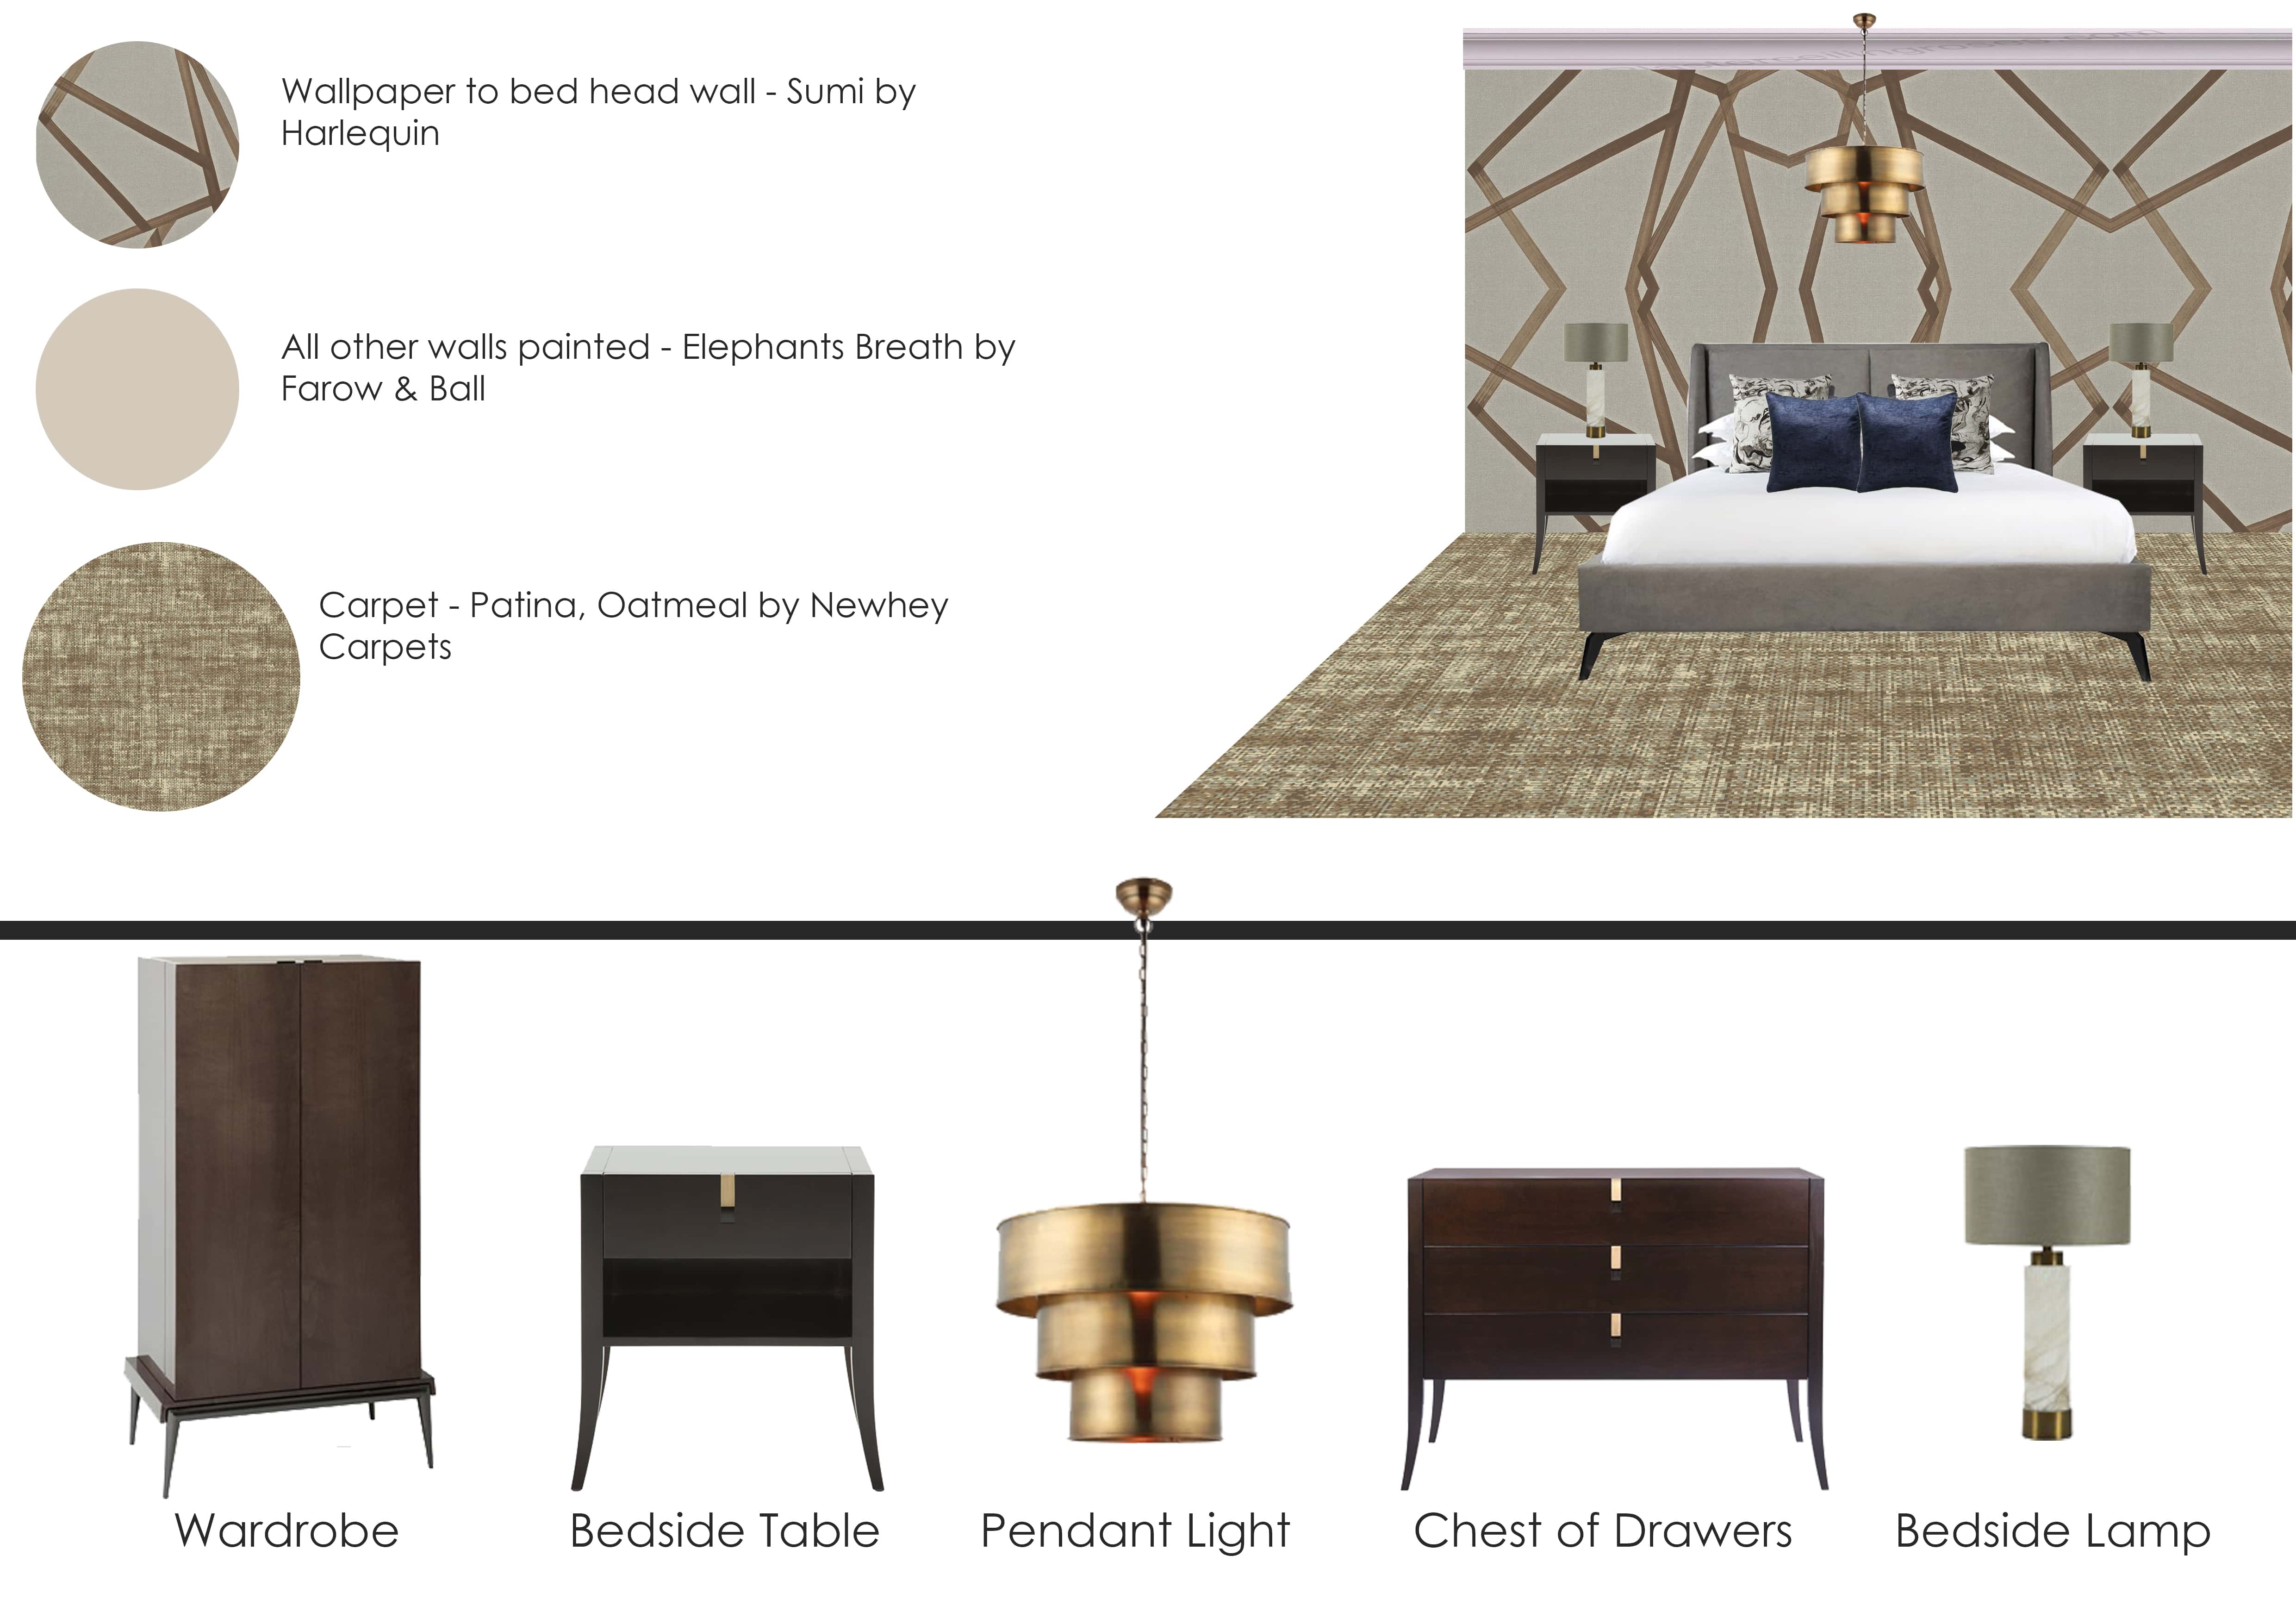 Wallpaper to bed head wall - Sumi by
Harlequin
All other walls painted - Elephants Breath by
Farow & Ball
Carpet - Patina, Oatmeal by Newhey
Carpets
Wardrobe
Bedside Table
Pendant Light
Chest of Drawers
Bedside Lamp